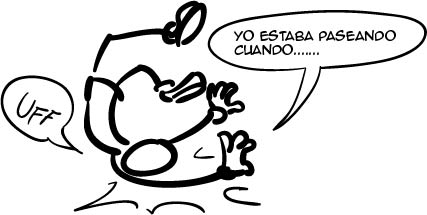 YO ESTABA PASEANDO
CUANDO.......
UFF